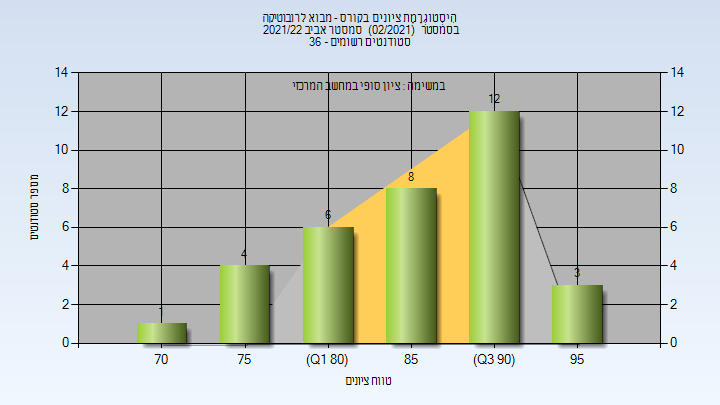 היסטוגרמת ציונים בקורס - מבוא לרובוטיקה
בסמסטר (02/2021) סמסטר אביב 2021/22
סטודנטים רשומים - 36
במשימה : ציון סופי במחשב המרכזי
מספר סטודנטים
14 14
12 12
10 10
8 8
6 6
4 4
2 2
0 0
1 4 6 8 12 3
70 75 (Q1 80) 85 (Q3 90) 95
טווח ציונים